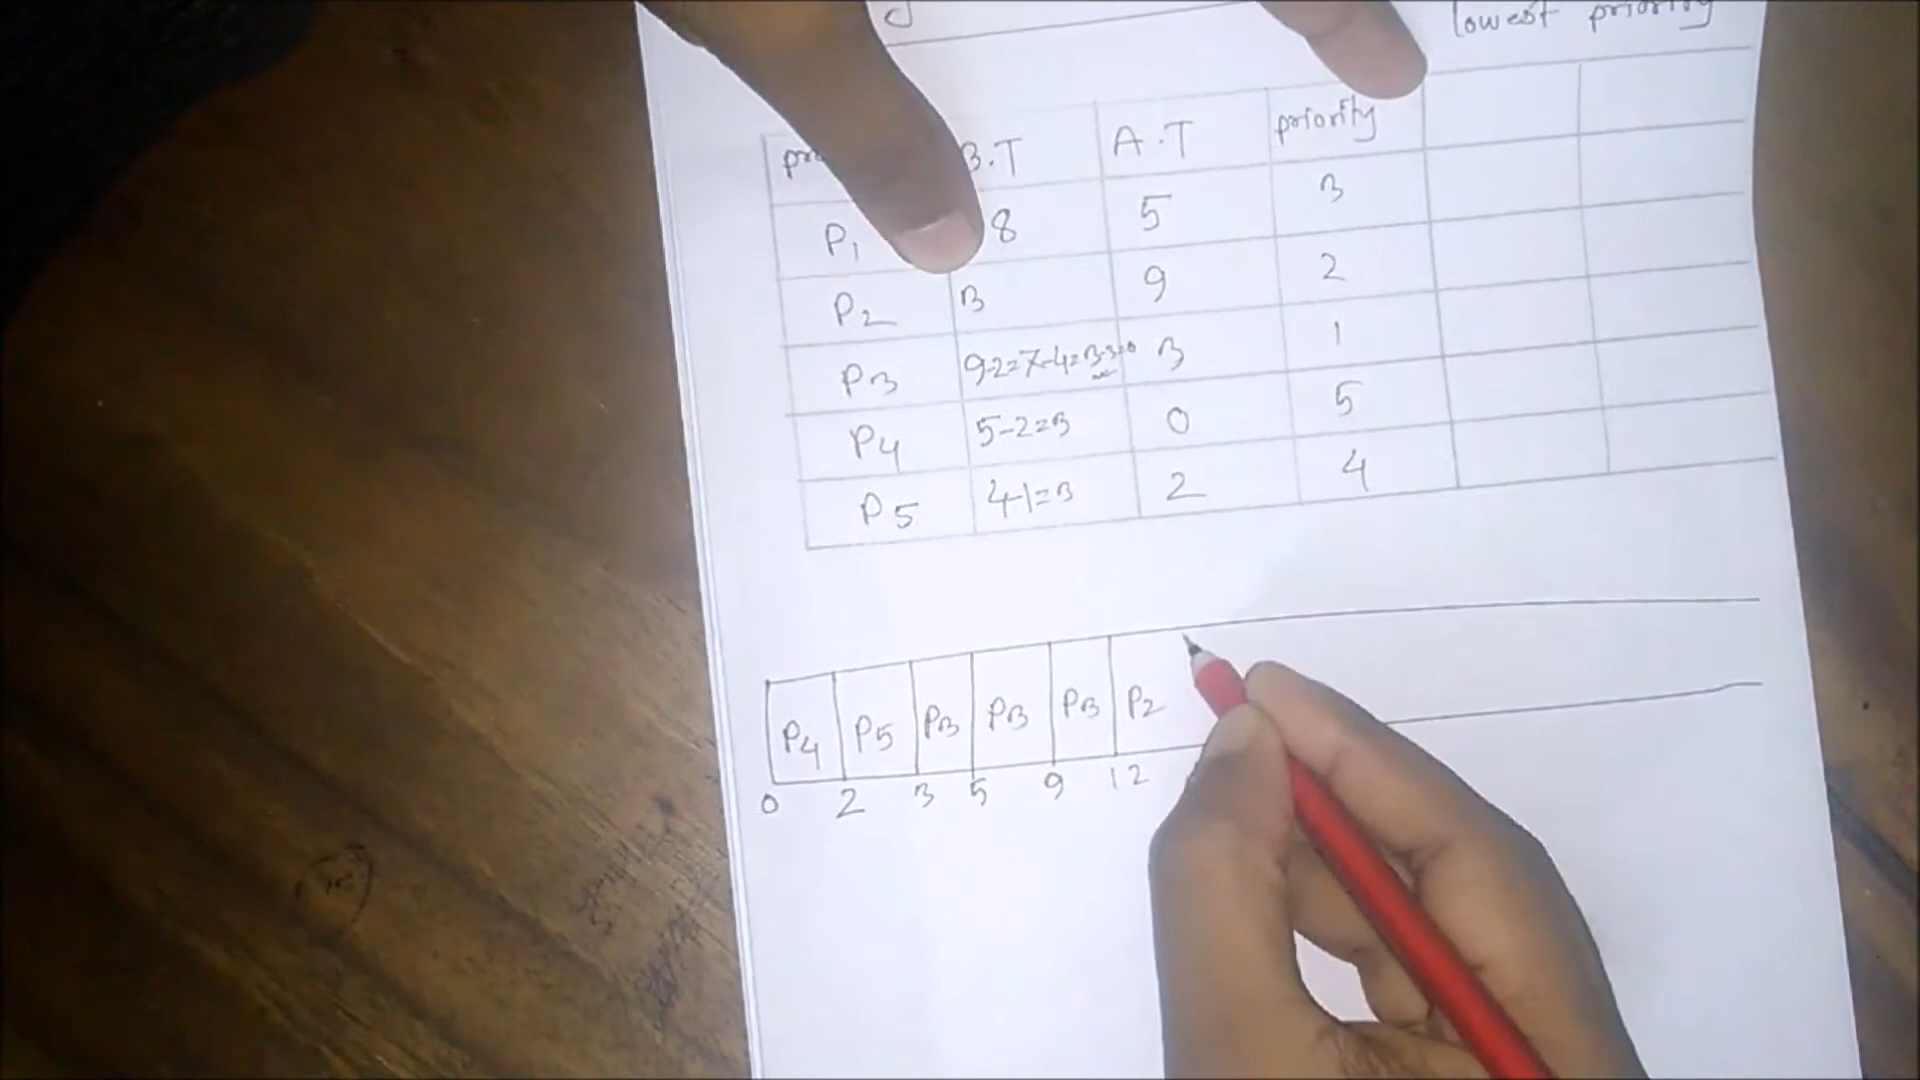 lowest priority
B.T A.T priority
P1 8 5 3
P2 3 9 2
P3 9-2=7-4=3-3=0 3 1
P4 5-2=3 0 5
P5 4-1=3 2 4
P4 P5 P3 P3 P3 P2
0 2 3 5 9 12